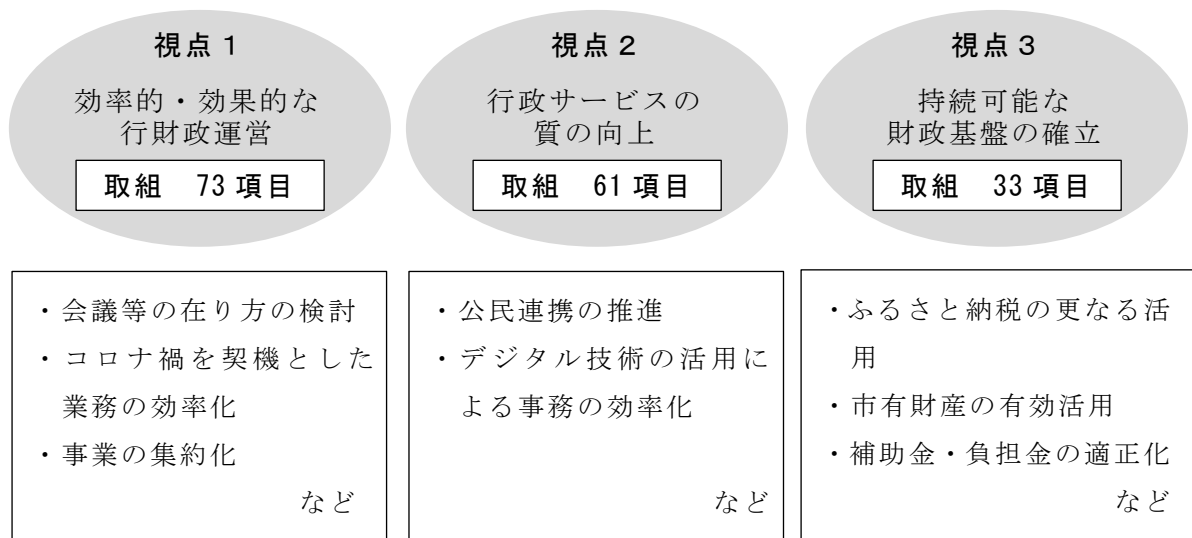 視点1
効率的・効果的な
行財政運営
取組 73項目
・会議等の在り方の検討
・コロナ禍を契機とした
業務の効率化
・事業の集約化
など
視点2
行政サービスの
質の向上
取組 61項目
・公民連携の推進
・デジタル技術の活用に
よる事務の効率化
など
視点3
持続可能な
財政基盤の確立
取組 33項目
・ふるさと納税の更なる活
用
・市有財産の有効活用
・補助金・負担金の適正化
など